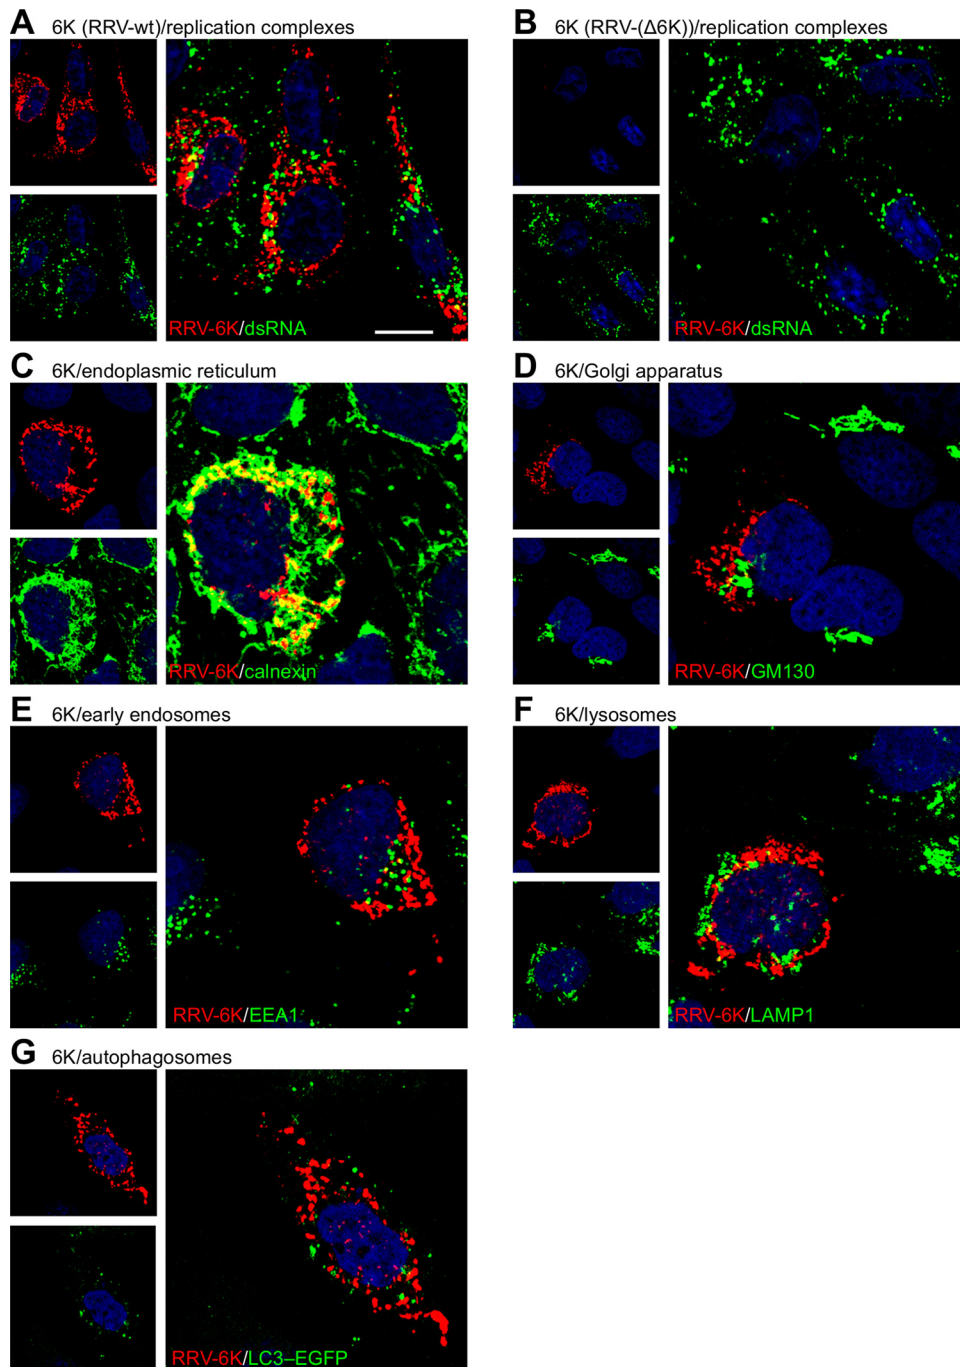 A 6K (RRV-wt)/replication complexes
RRV-6K/dsRNA
B 6K (RRV-(Δ6K))/replication complexes
RRV-6K/dsRNA
C 6K/endoplasmic reticulum
RRV-6K/calnexin
D 6K/Golgi apparatus
RRV-6K/GM130
E 6K/early endosomes
RRV-6K/EEA1
F 6K/lysosomes
RRV-6K/LAMP1
G 6K/autophagosomes
RRV-6K/LC3–EGFP